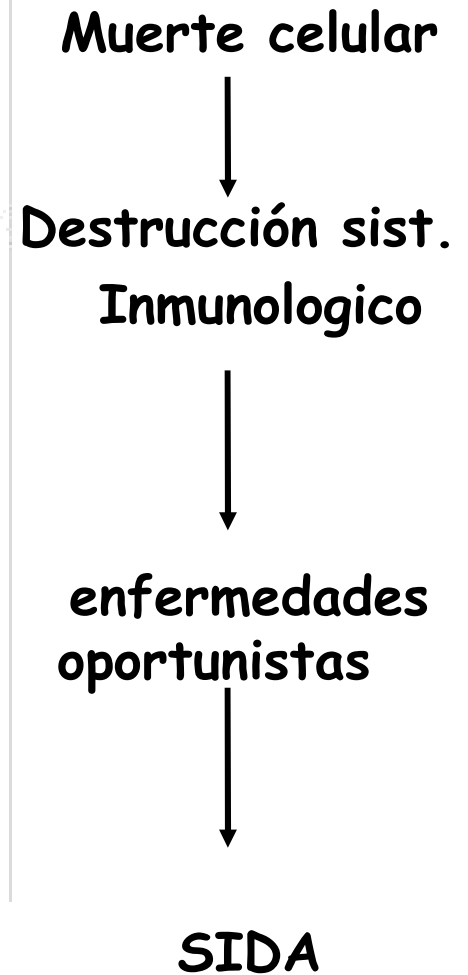 Muerte celular
Destrucción sist.
Inmunologico
enfermedades
oportunistas
SIDA